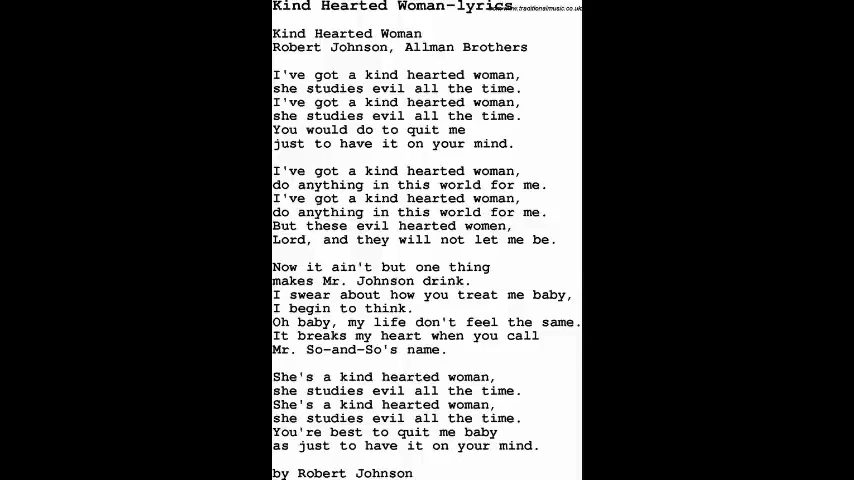 Kind Hearted Woman-lyrics
www.traditionalmusic.co.uk
Kind Hearted Woman
Robert Johnson, Allman Brothers
I've got a kind hearted woman,
she studies evil all the time.
I've got a kind hearted woman,
she studies evil all the time.
You would do to quit me
just to have it on your mind.
I've got a kind hearted woman,
do anything in this world for me.
I've got a kind hearted woman,
do anything in this world for me.
But these evil hearted women,
Lord, and they will not let me be.
Now it ain't but one thing
makes Mr. Johnson drink.
I swear about how you treat me baby,
I begin to think.
Oh baby, my life don't feel the same.
It breaks my heart when you call
Mr. So-and-So's name.
She's a kind hearted woman,
she studies evil all the time.
She's a kind hearted woman,
she studies evil all the time.
You're best to quit me baby
as just to have it on your mind.
by Robert Johnson